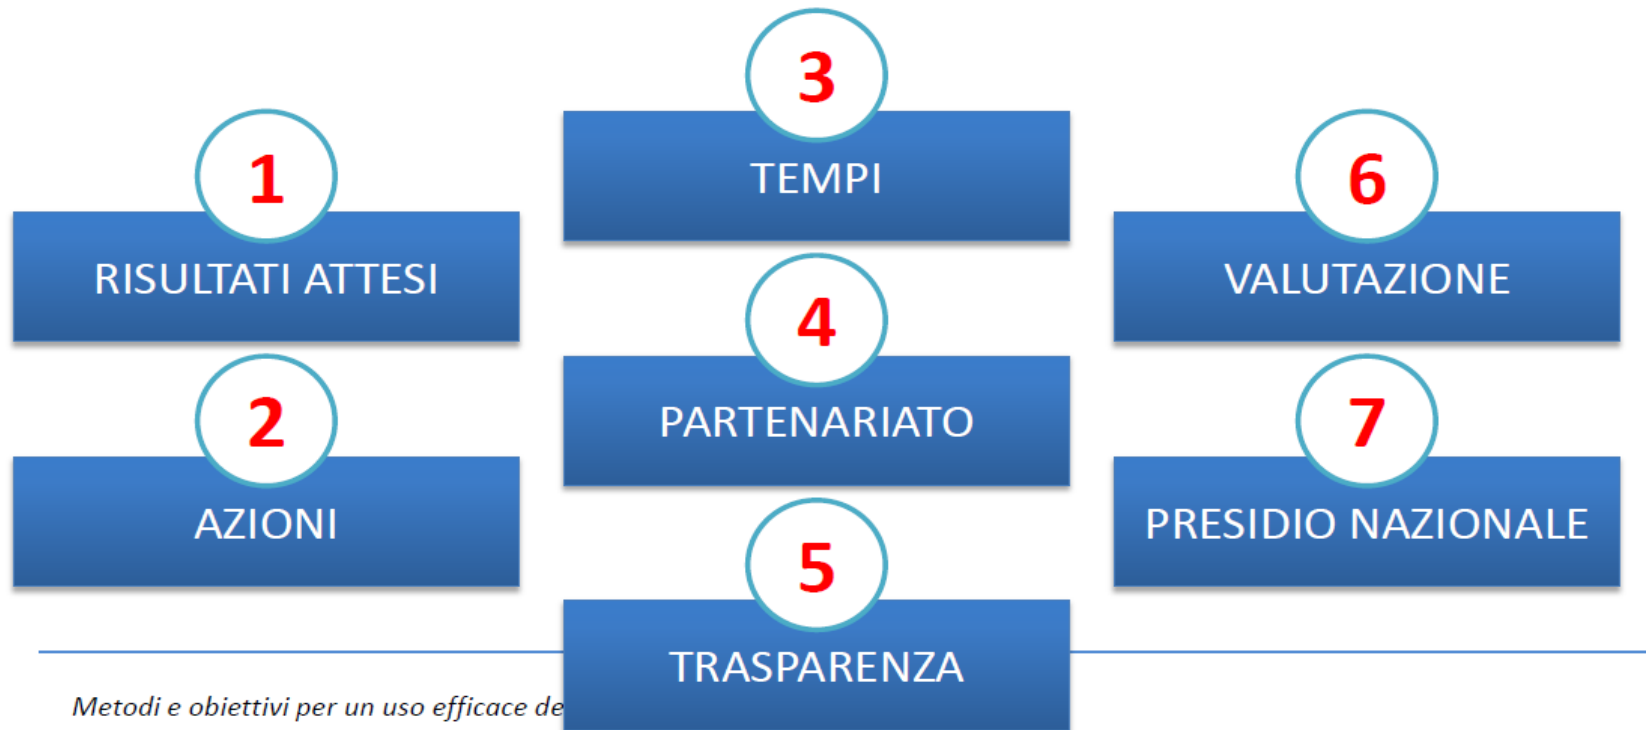 1
RISULTATI ATTESI
2
AZIONI
3
TEMPI
4
PARTENARIATO
5
TRASPARENZA
6
VALUTAZIONE
7
PRESIDIO NAZIONALE
Metodi e obiettivi per un uso efficace de